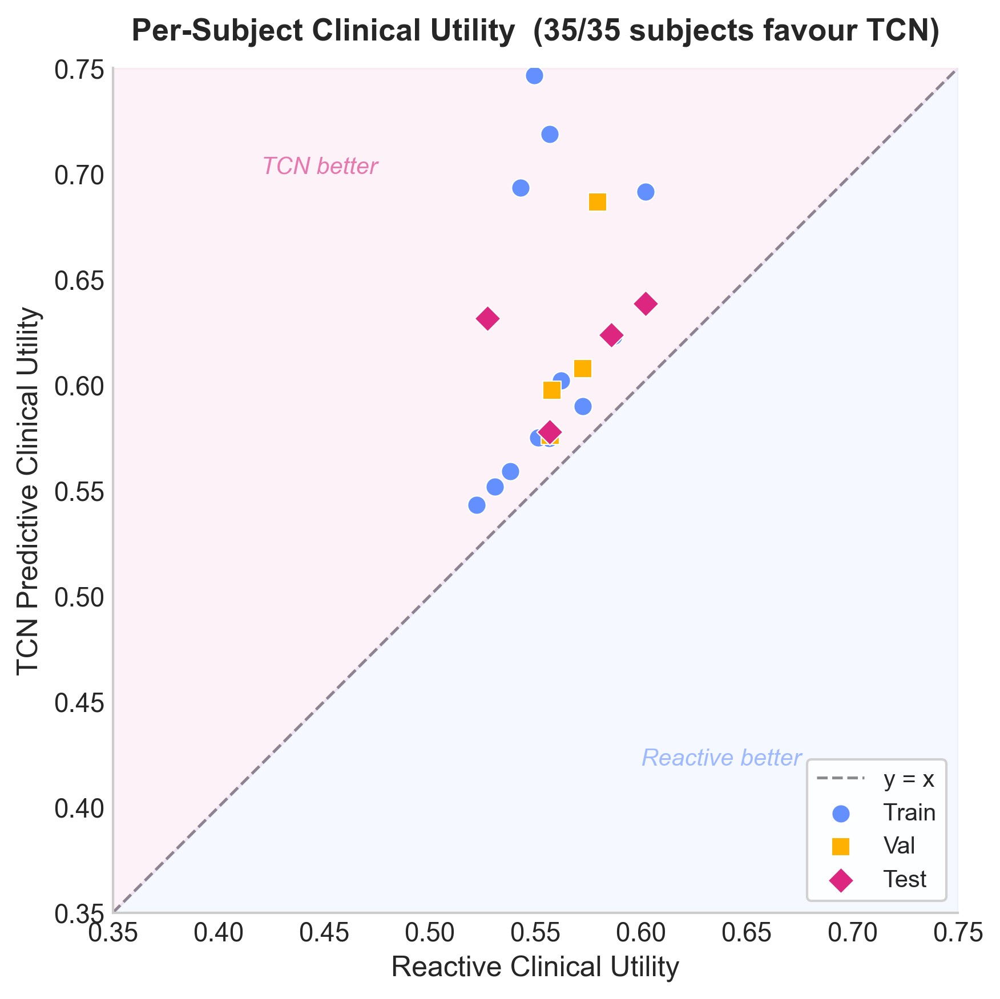 Per-Subject Clinical Utility (35/35 subjects favour TCN)
0.75
0.70
0.65
0.60
0.55
0.50
0.45
0.40
0.35
TCN Predictive Clinical Utility
TCN better
Reactive better
y = x
Train
Val
Test
0.35 0.40 0.45 0.50 0.55 0.60 0.65 0.70 0.75
Reactive Clinical Utility